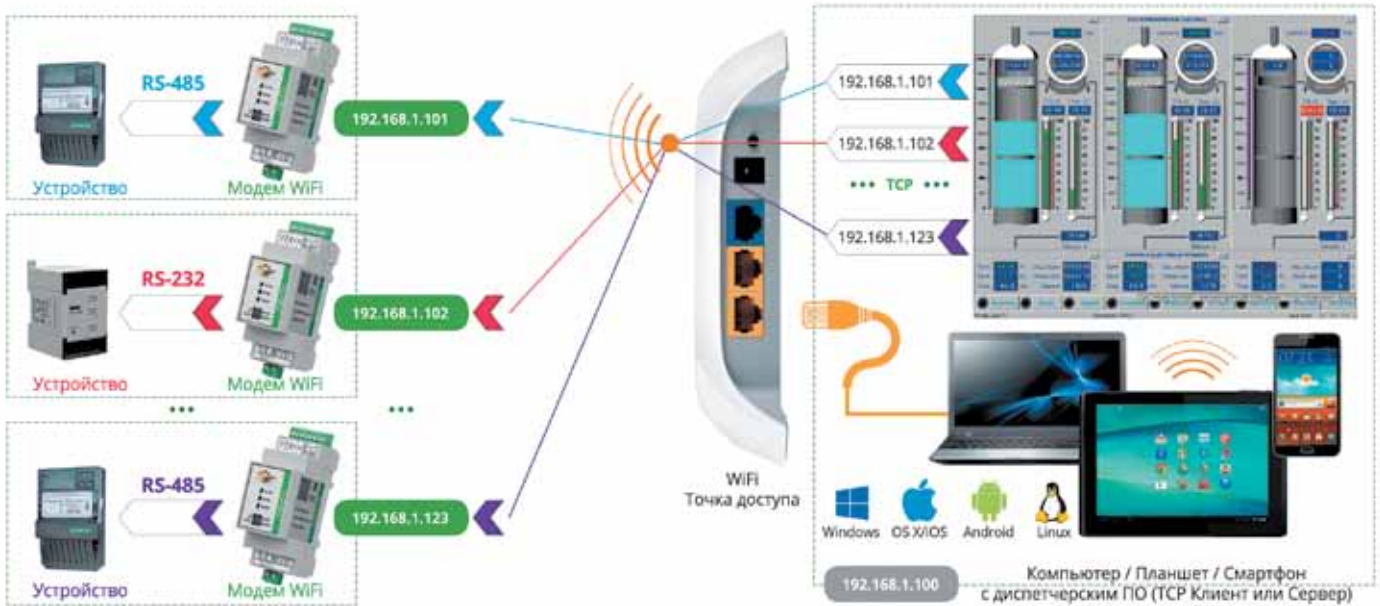 RS-485
192.168.1.101
Устройство
Модем WiFi
RS-232
192.168.1.102
Устройство
Модем WiFi
••• •••
RS-485
192.168.1.123
Устройство
Модем WiFi
WiFi
Точка доступа
192.168.1.101
192.168.1.102
••• TCP •••
192.168.1.123
Windows
OS X/iOS
Android
Linux
192.168.1.100
Компьютер / Планшет / Смартфон
с диспетчерским ПО (TCP Клиент или Сервер)